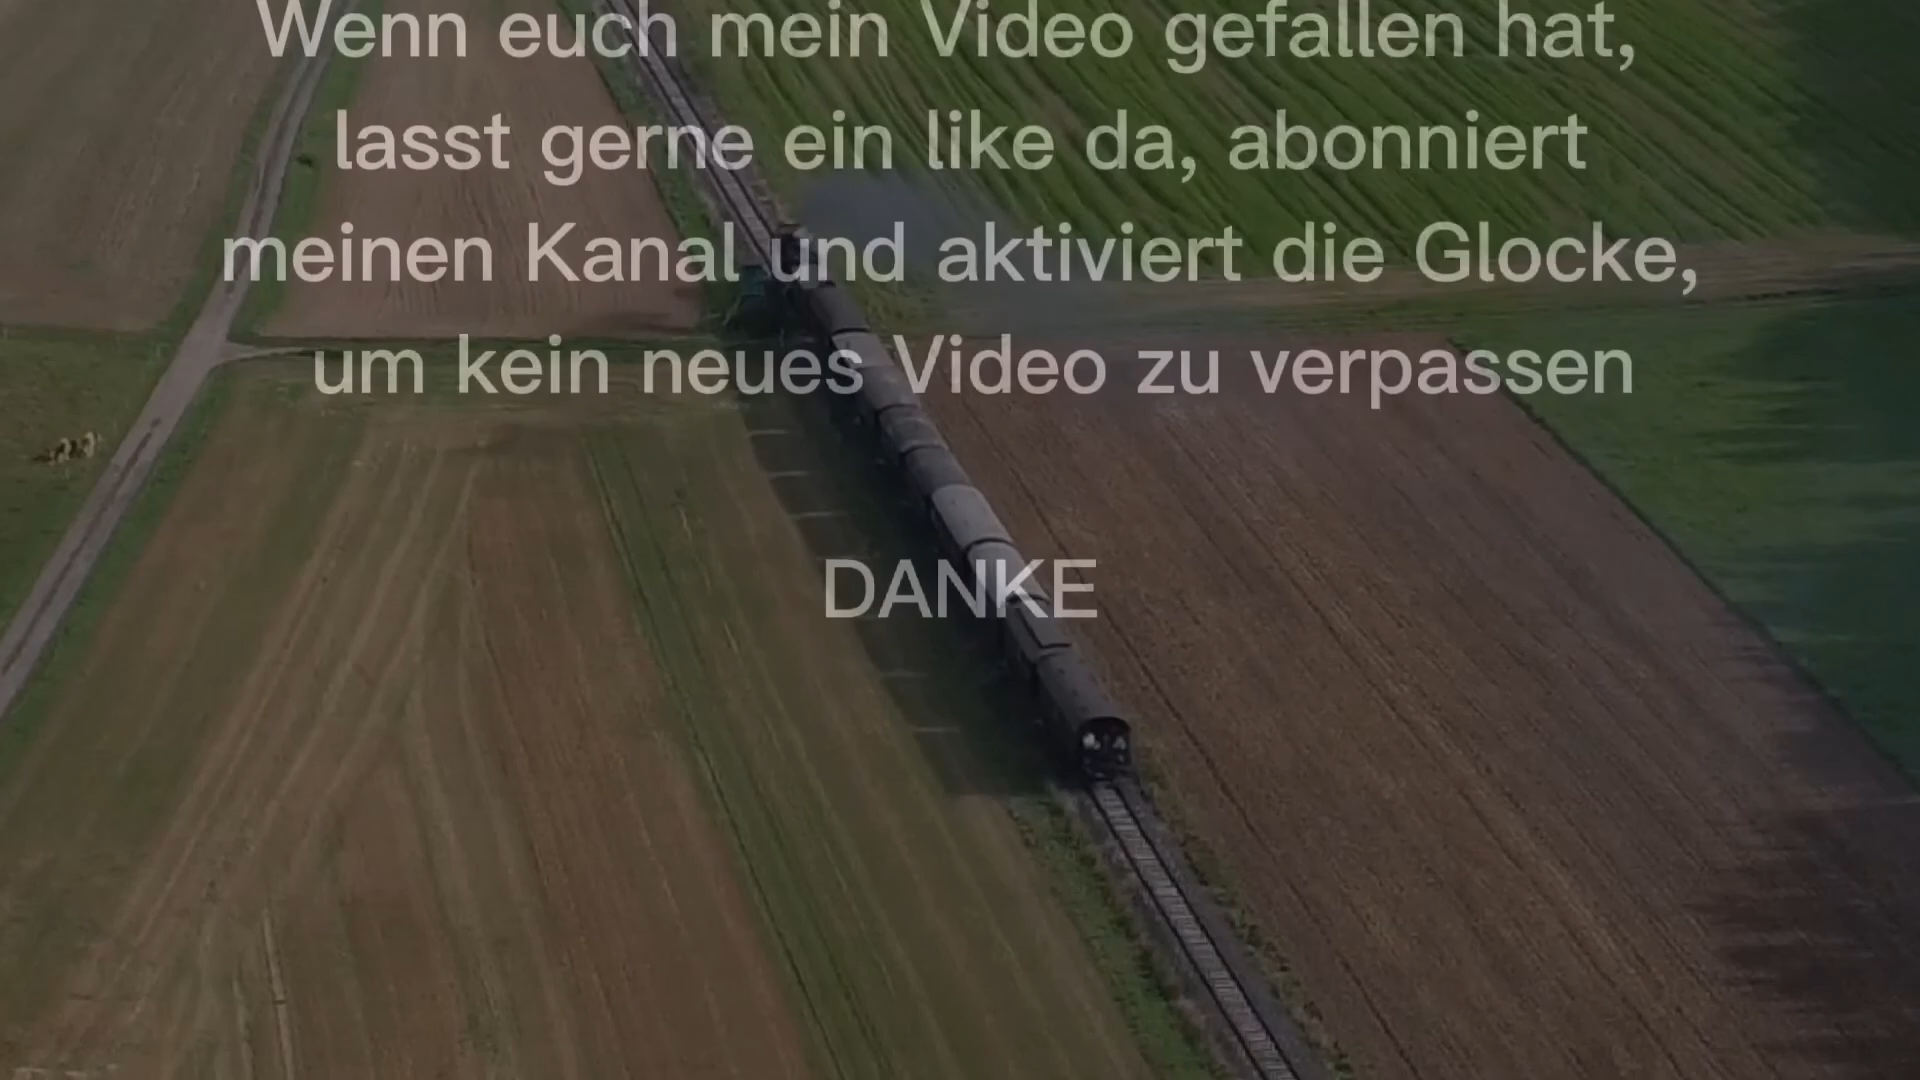 Wenn euch mein Video gefallen hat,
lasst gerne ein like da, abonniert
meinen Kanal und aktiviert die Glocke,
um kein neues Video zu verpassen
DANKE